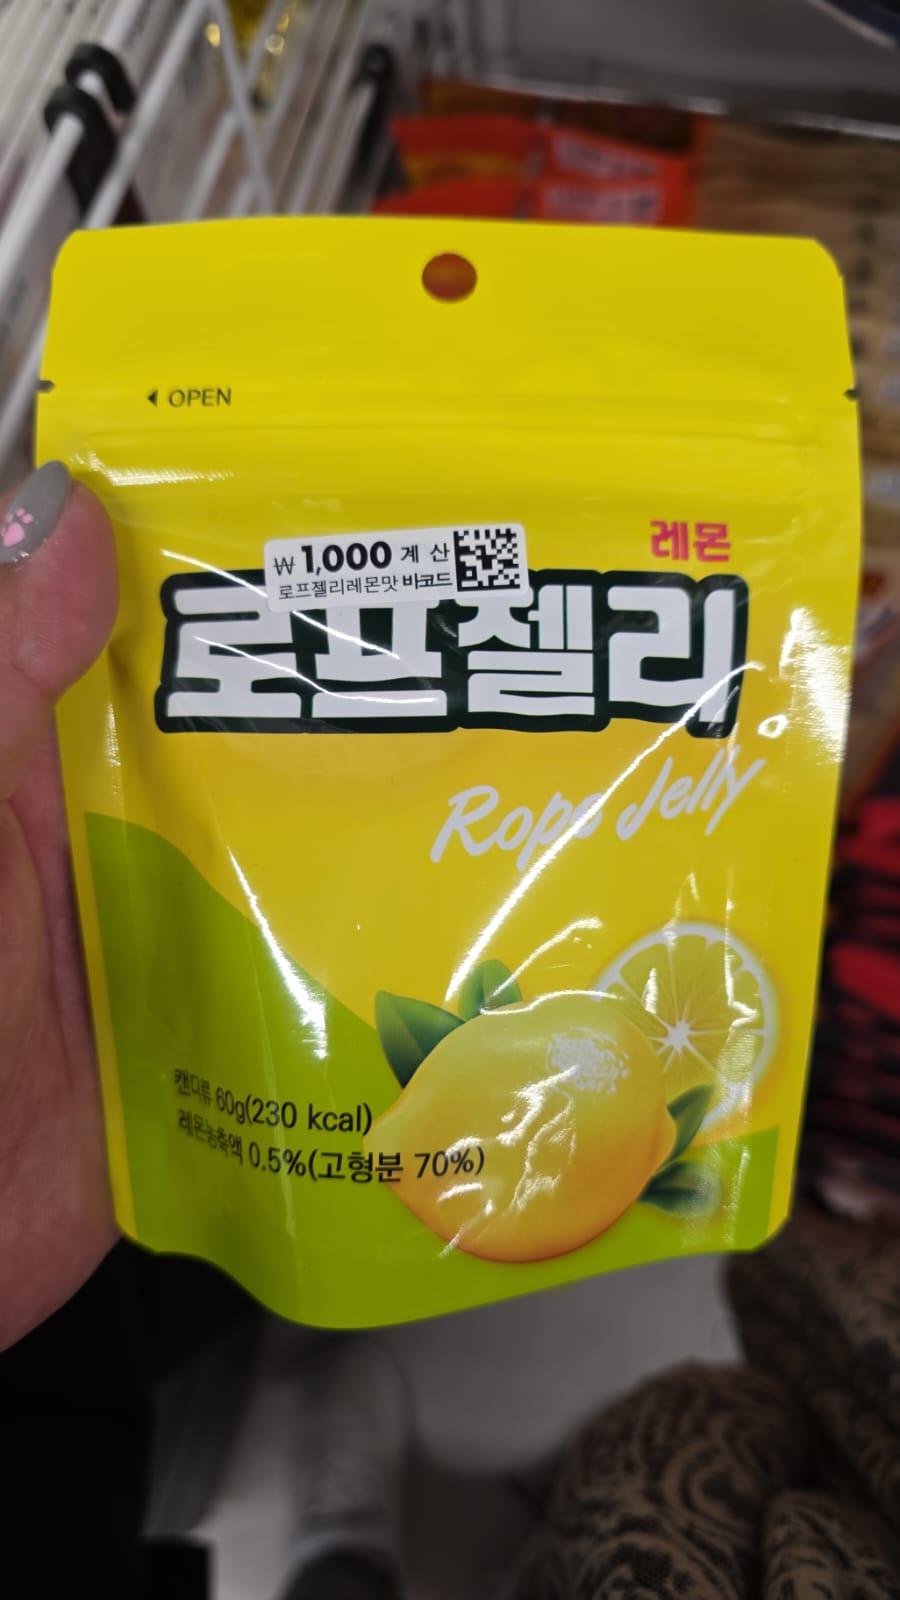 ◀ OPEN
₩1,000 계 산
로프젤리레몬맛 바코드
레몬
로프젤리
Rope Jelly
캔디류 60g(230 kcal)
레몬농축액 0.5%(고형분 70%)